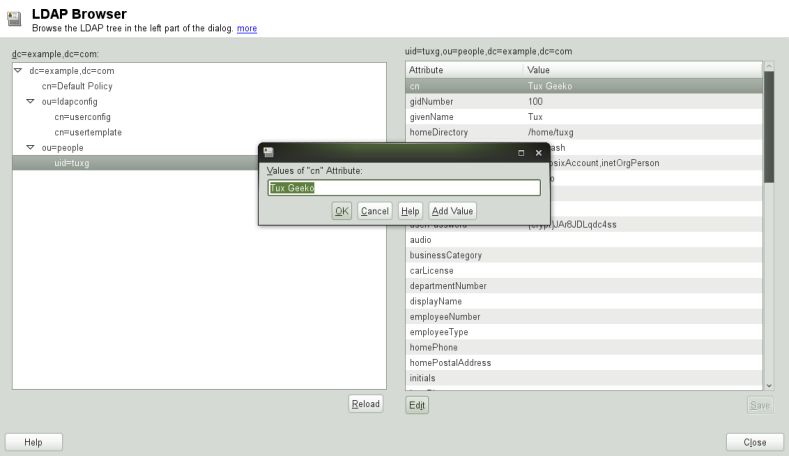 LDAP Browser
Browse the LDAP tree in the left part of the dialog. more
dc=example,dc=com:
dc=example,dc=com
cn=Default Policy
ou=ldapconfig
cn=userconfig
cn=usertemplate
ou=people
uid=tuxg
Reload
uid=tuxg,ou=people,dc=example,dc=com
Attribute Value
cn Tux Geeko
gidNumber 100
givenName Tux
homeDirectory /home/tuxg
ash
osixAccount,inetOrgPerson
o
userPassword {crypt}JAr8JDLqdc4ss
audio
businessCategory
carLicense
departmentNumber
displayName
employeeNumber
employeeType
homePhone
homePostalAddress
initials
Edit
Save
Values of "cn" Attribute:
Tux Geeko
OK Cancel Help Add Value
Help
Close